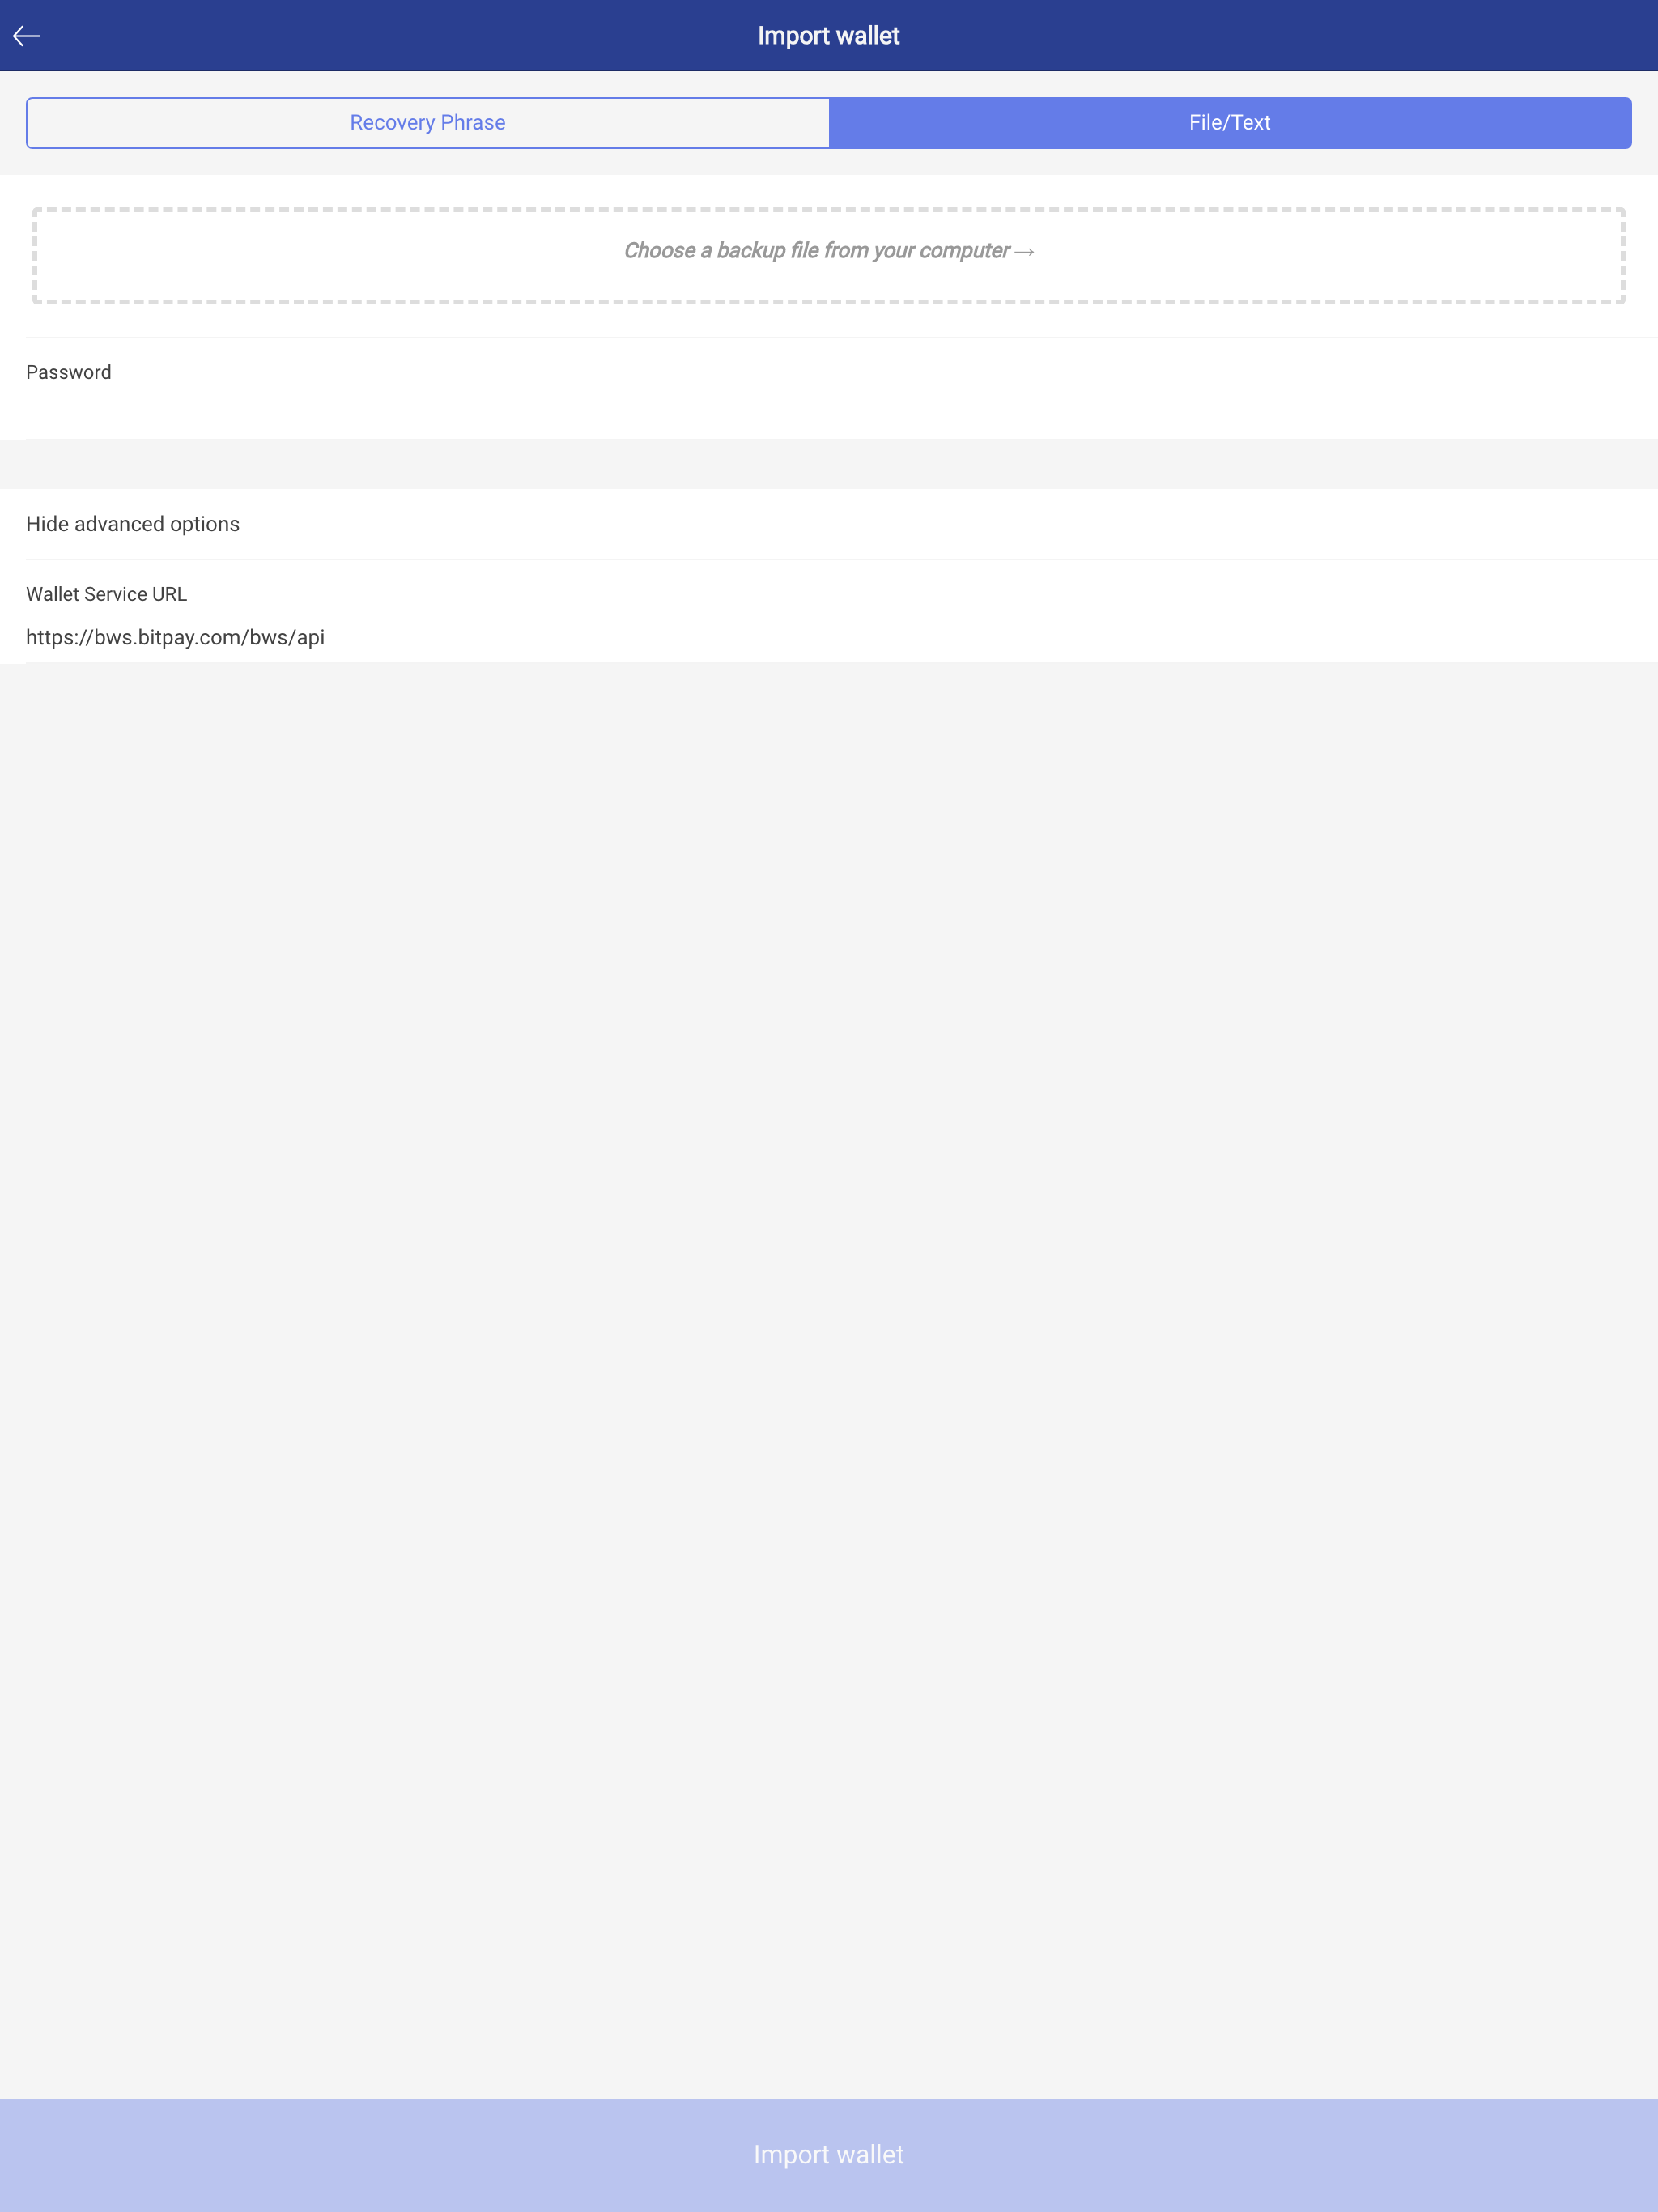 Import wallet
Recovery Phrase
File/Text
Choose a backup file from your computer →
Password
Hide advanced options
Wallet Service URL
https://bws.bitpay.com/bws/api
Import wallet